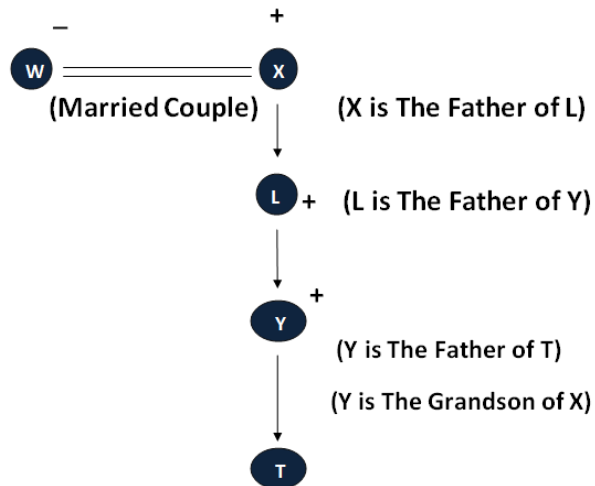 – +
W X
(Married Couple) (X is The Father of L)
L + (L is The Father of Y)
+
Y
(Y is The Father of T)
(Y is The Grandson of X)
T